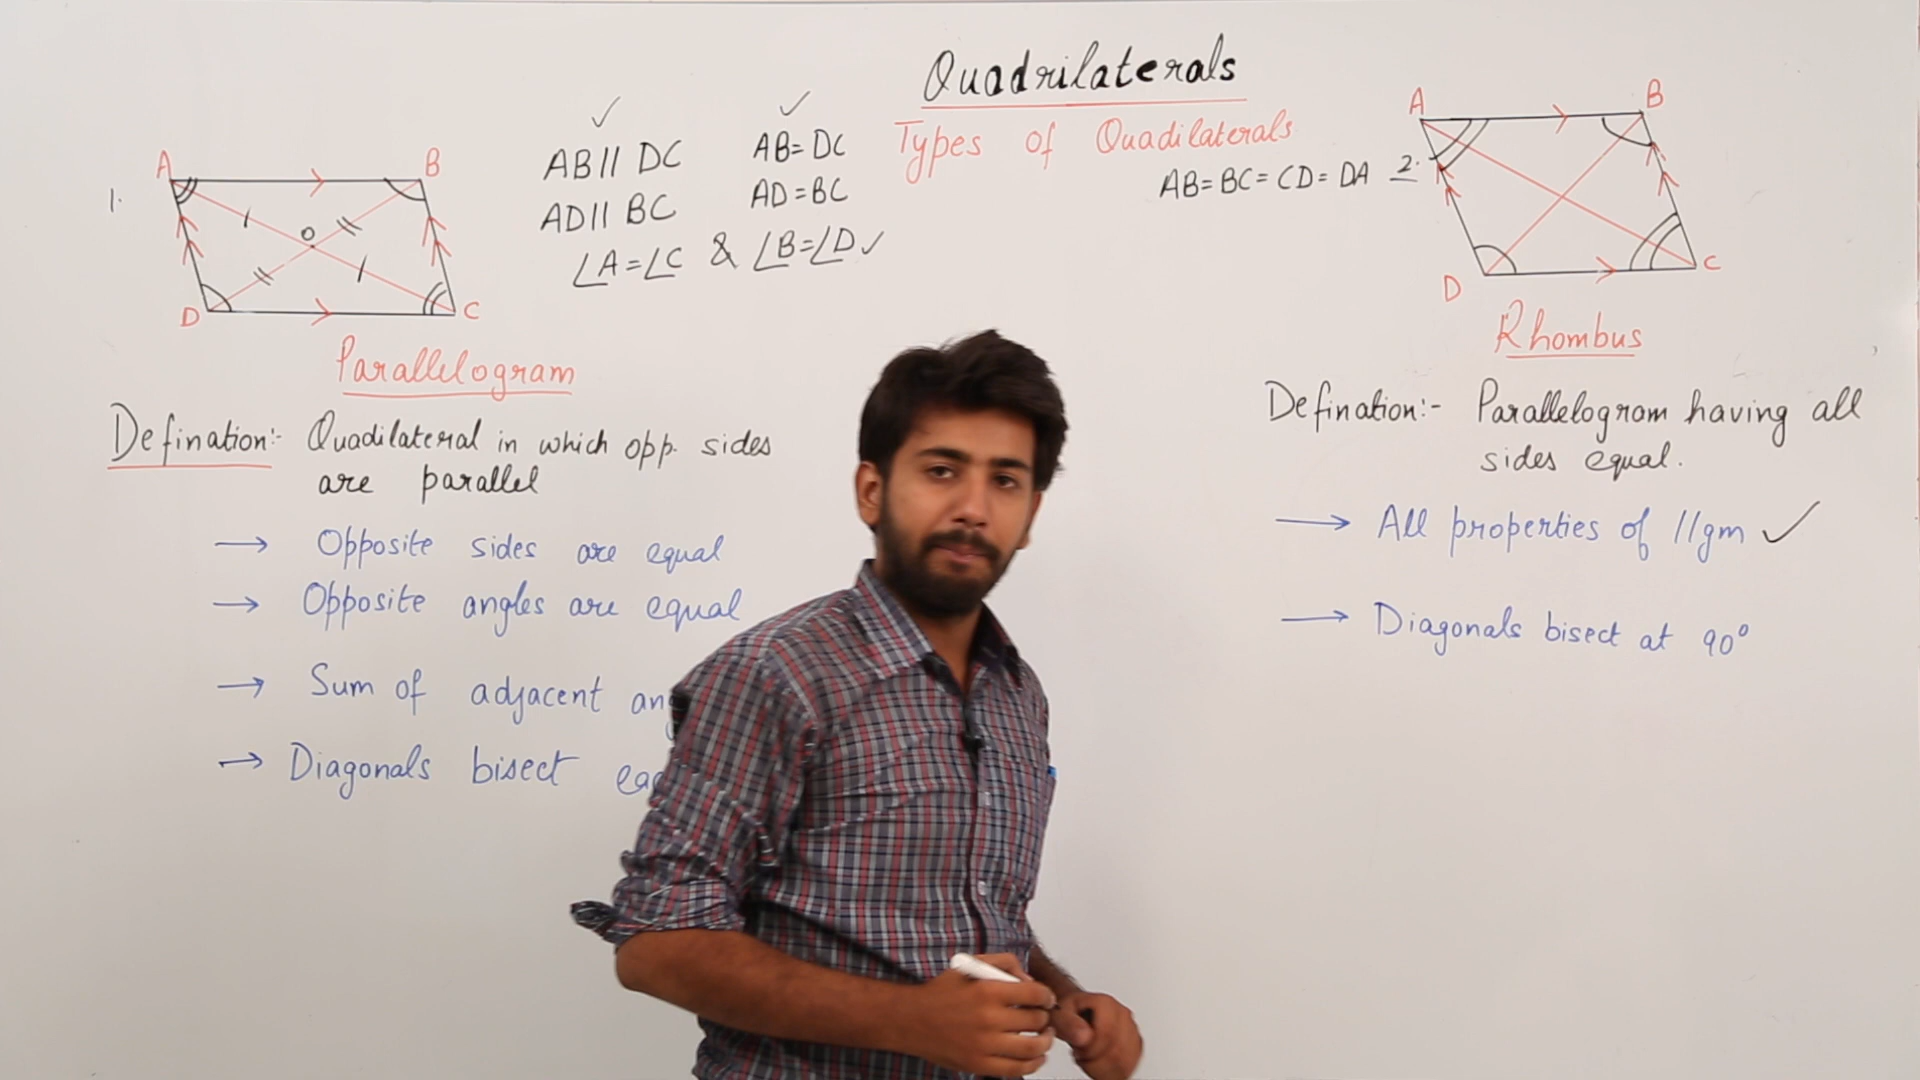 Quadrilaterals
Types of Quadilaterals
1.
A
B
O
D
C
AB || DC
AD || BC
AB = DC
AD = BC
∠A = ∠C & ∠B = ∠D
Parallelogram
Defination:- Quadilateral in which opp. sides
are parallel
→ Opposite sides are equal
→ Opposite angles are equal
→ Sum of adjacent
→ Diagonals bisect
AB = BC = CD = DA
2.
A
B
D
C
Rhombus
Defination:- Parallelogram having all
sides equal.
→ All properties of ||gm ✓
→ Diagonals bisect at 90°